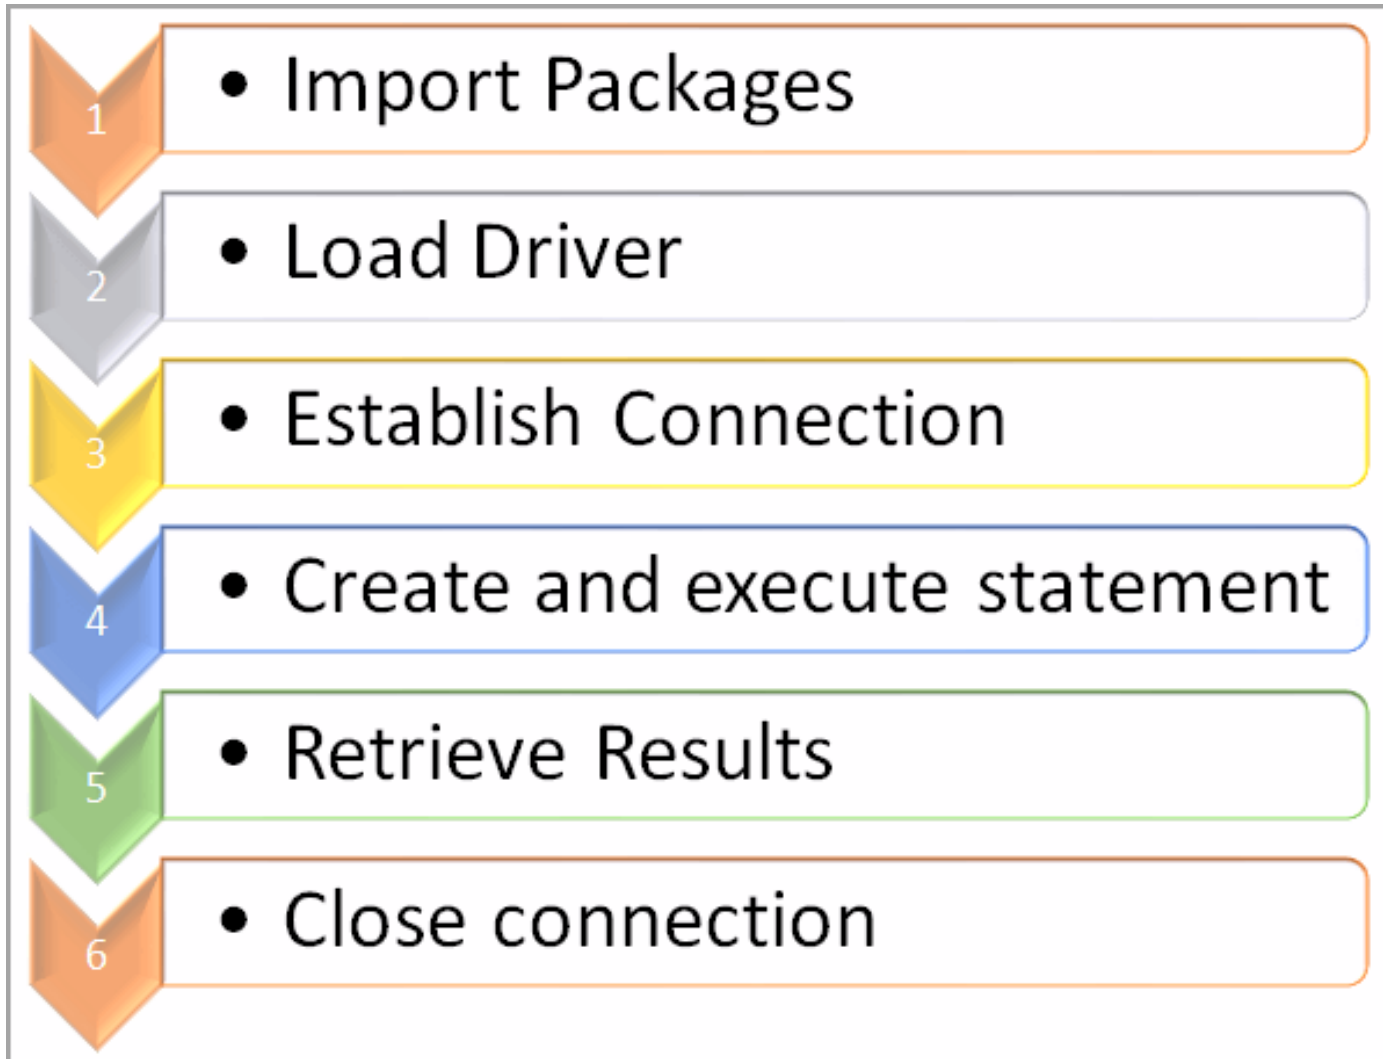 1 • Import Packages
2 • Load Driver
3 • Establish Connection
4 • Create and execute statement
5 • Retrieve Results
6 • Close connection